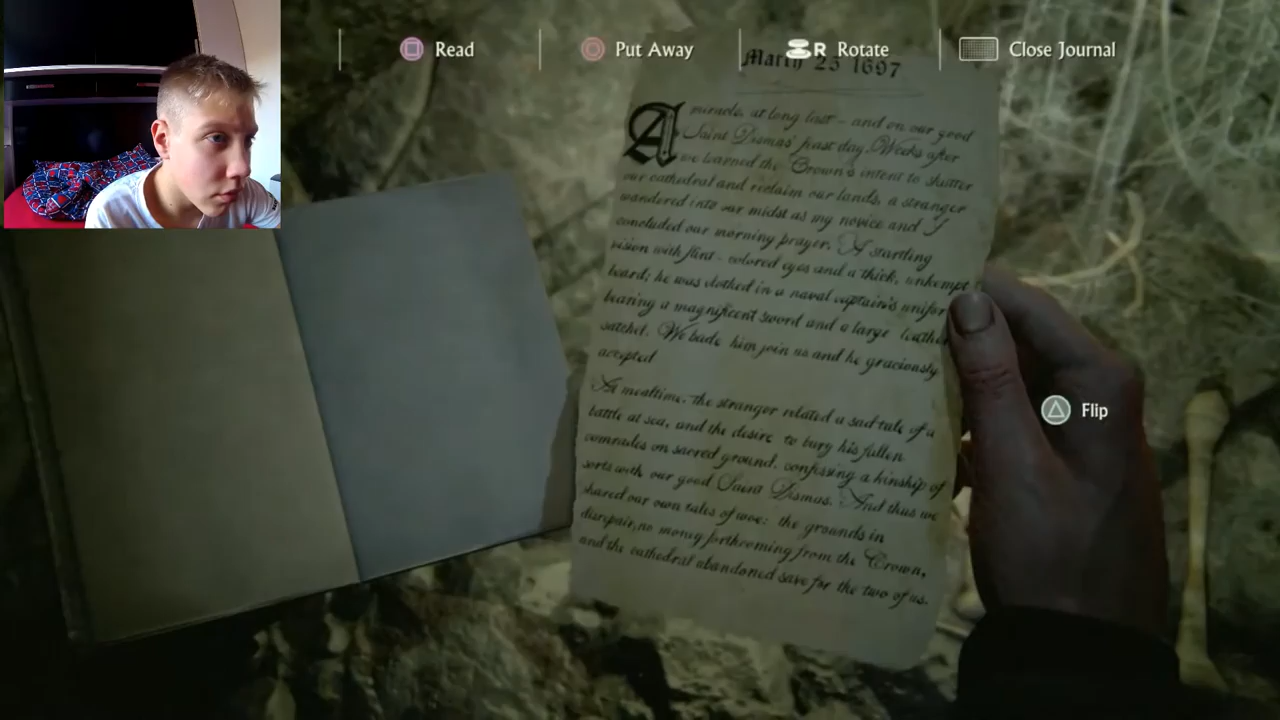 Read
Put Away
R Rotate
Close Journal
March 25 1697
A miracle, at long last - and on our good
Saint Dismas' feast day. Weeks after
we learned the Crown's intent to shutter
our cathedral and reclaim our lands, a stranger
wandered into our midst as my novice and I
concluded our morning prayer. A startling
vision with flint-colored eyes and a thick, unkempt
beard; he was clothed in a naval captain's unifor
bearing a magnificent sword and a large leather
satchel. We bade him join us and he graciously
accepted
At mealtime, the stranger related a sad tale of a
battle at sea, and the desire to bury his fallen
comrades on sacred ground, confessing a kinship of
sorts with our good Saint Dismas. And thus we
shared our own tales of woe: the grounds in
disrepair, no money forthcoming from the Crown,
and the cathedral abandoned save for the two of us.
Flip